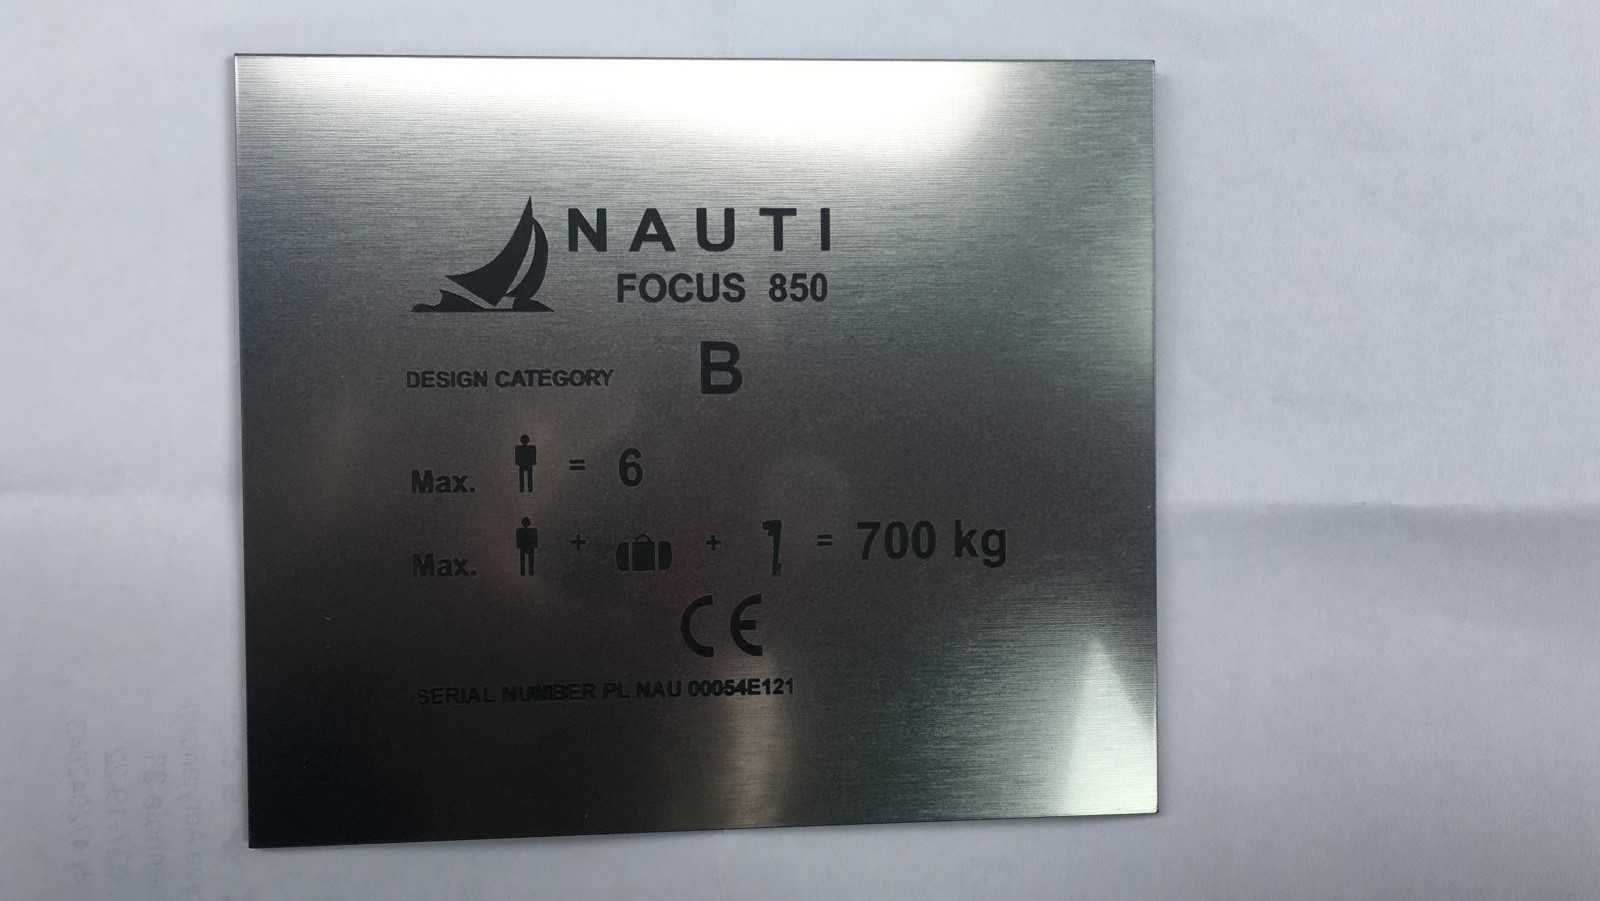 NAUTI
FOCUS 850
DESIGN CATEGORY B
Max. = 6
Max. + + = 700 kg
CE
SERIAL NUMBER PL NAU 00054E121